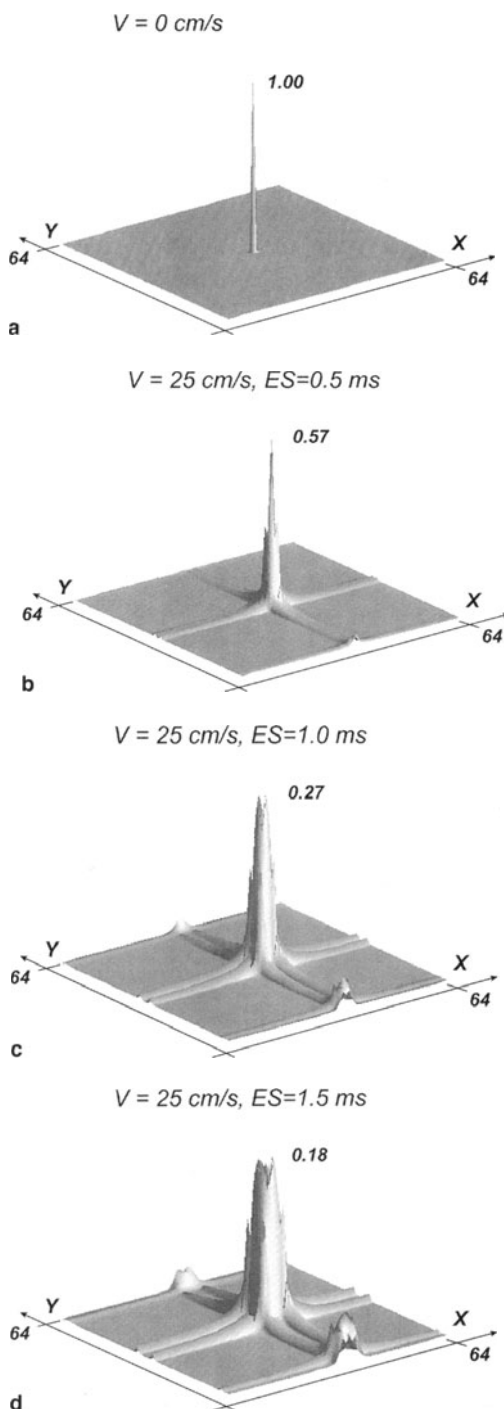 V = 0 cm/s
1.00
Y
X
64
64
a
V = 25 cm/s, ES=0.5 ms
0.57
Y
X
64
64
b
V = 25 cm/s, ES=1.0 ms
0.27
Y
X
64
64
c
V = 25 cm/s, ES=1.5 ms
0.18
Y
X
64
64
d